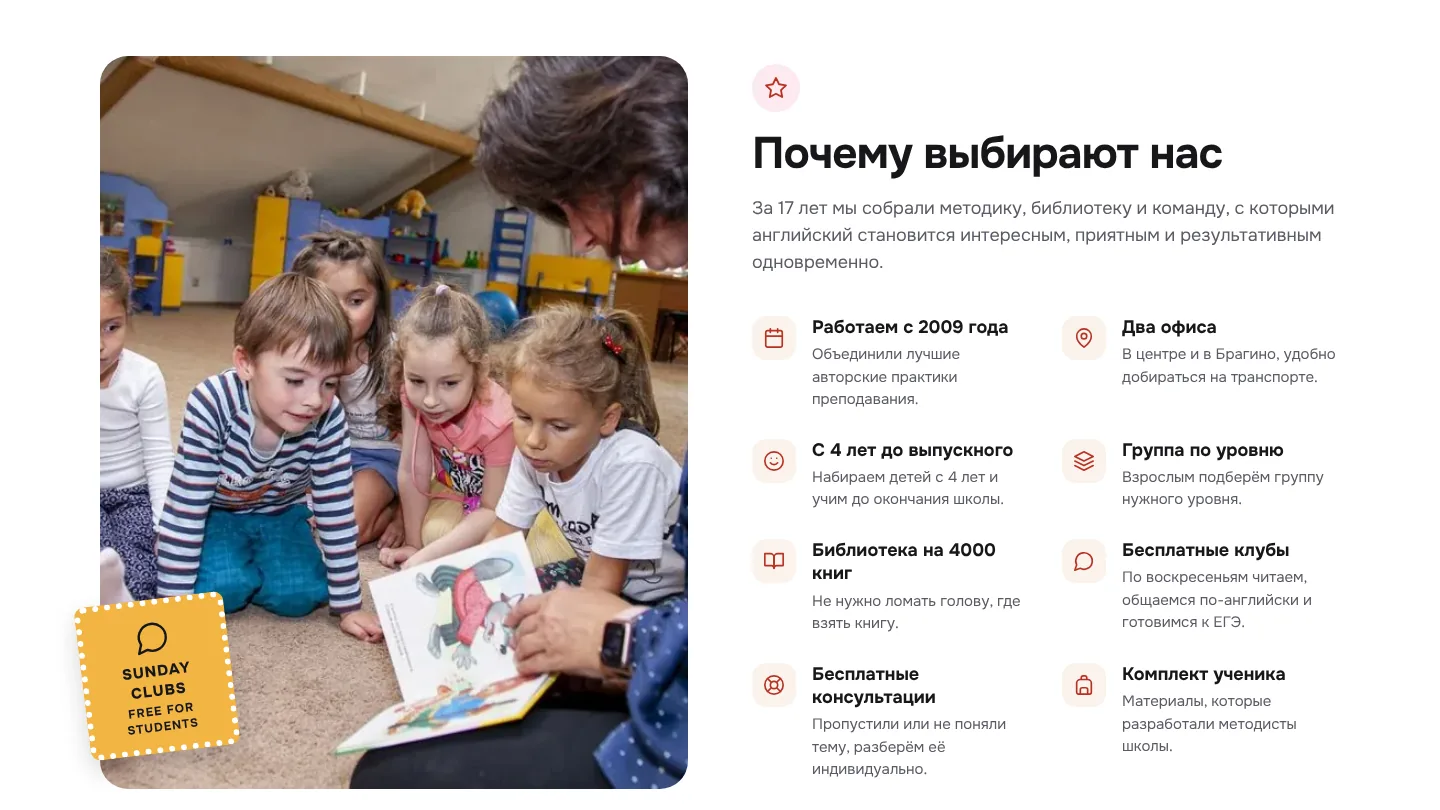 Почему выбирают нас
За 17 лет мы собрали методику, библиотеку и команду, с которыми
английский становится интересным, приятным и результативным
одновременно.
Работаем с 2009 года
Объединили лучшие
авторские практики
преподавания.
Два офиса
В центре и в Брагино, удобно
добираться на транспорте.
С 4 лет до выпускного
Набираем детей с 4 лет и
учим до окончания школы.
Группа по уровню
Взрослым подберём группу
нужного уровня.
Библиотека на 4000
книг
Не нужно ломать голову, где
взять книгу.
Бесплатные клубы
По воскресеньям читаем,
общаемся по-английски и
готовимся к ЕГЭ.
Бесплатные
консультации
Пропустили или не поняли
тему, разберём её
индивидуально.
Комплект ученика
Материалы, которые
разработали методисты
школы.
SUNDAY
CLUBS
FREE FOR
STUDENTS